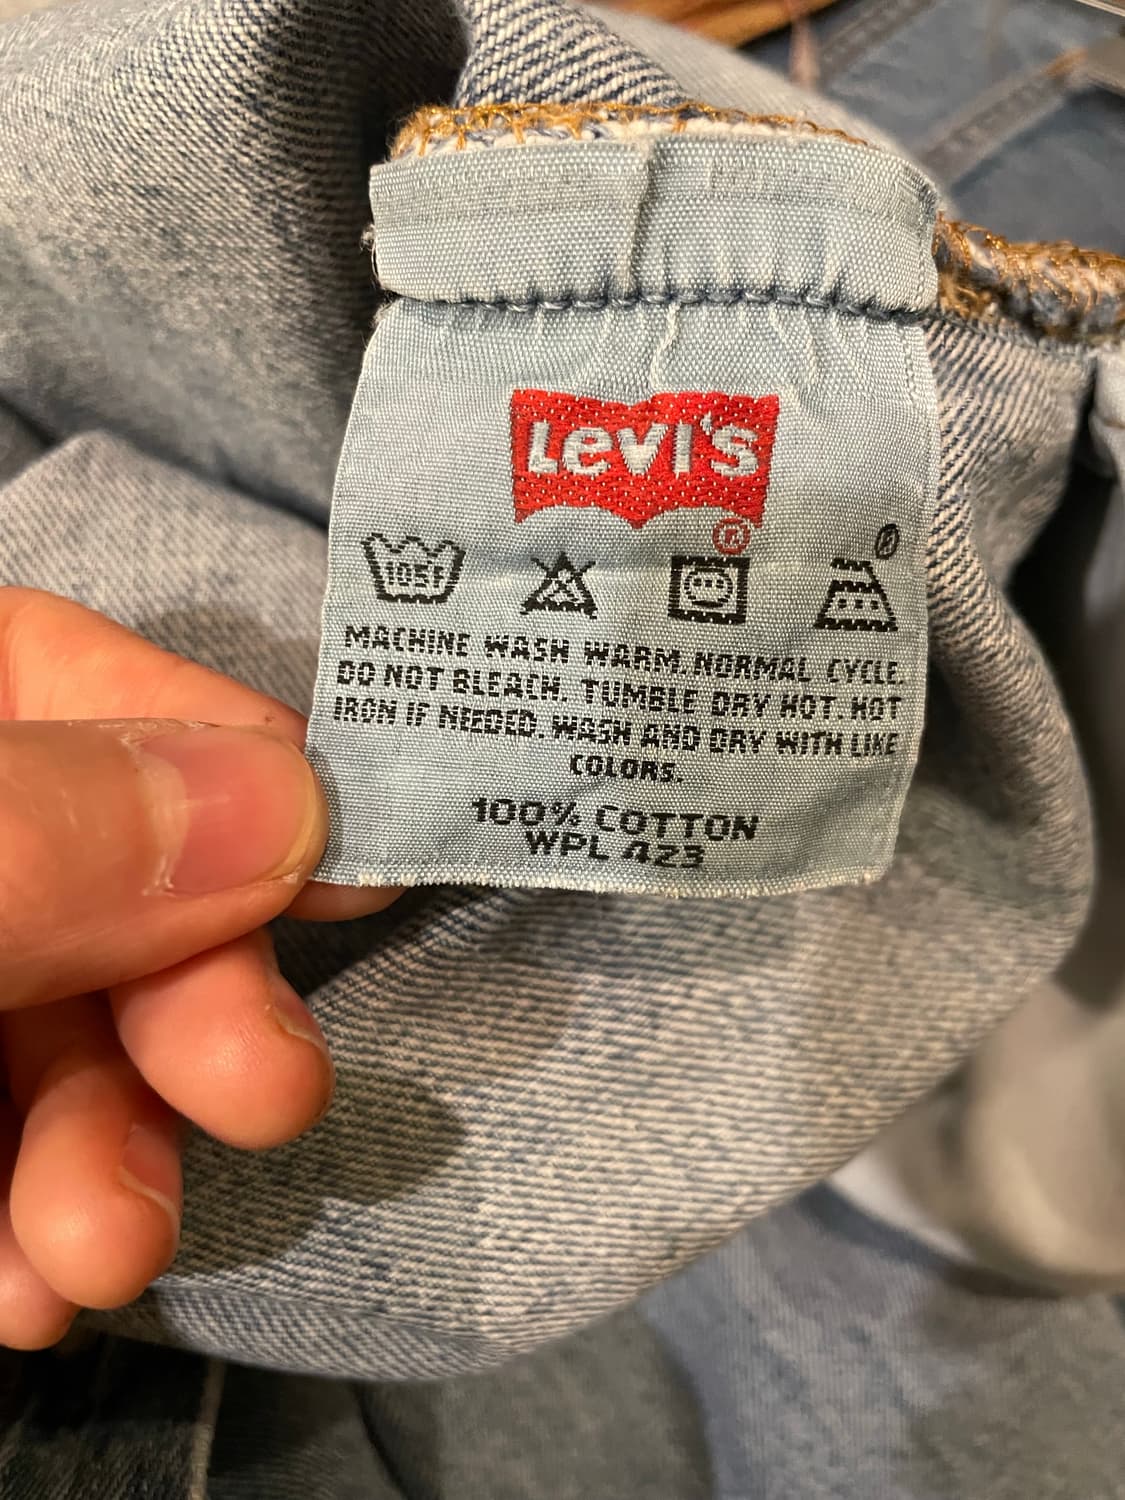 Levi's
®
105F
®
MACHINE WASH WARM. NORMAL CYCLE.
DO NOT BLEACH. TUMBLE DRY HOT. HOT
IRON IF NEEDED. WASH AND DRY WITH LIKE
COLORS.
100% COTTON
WPL 423